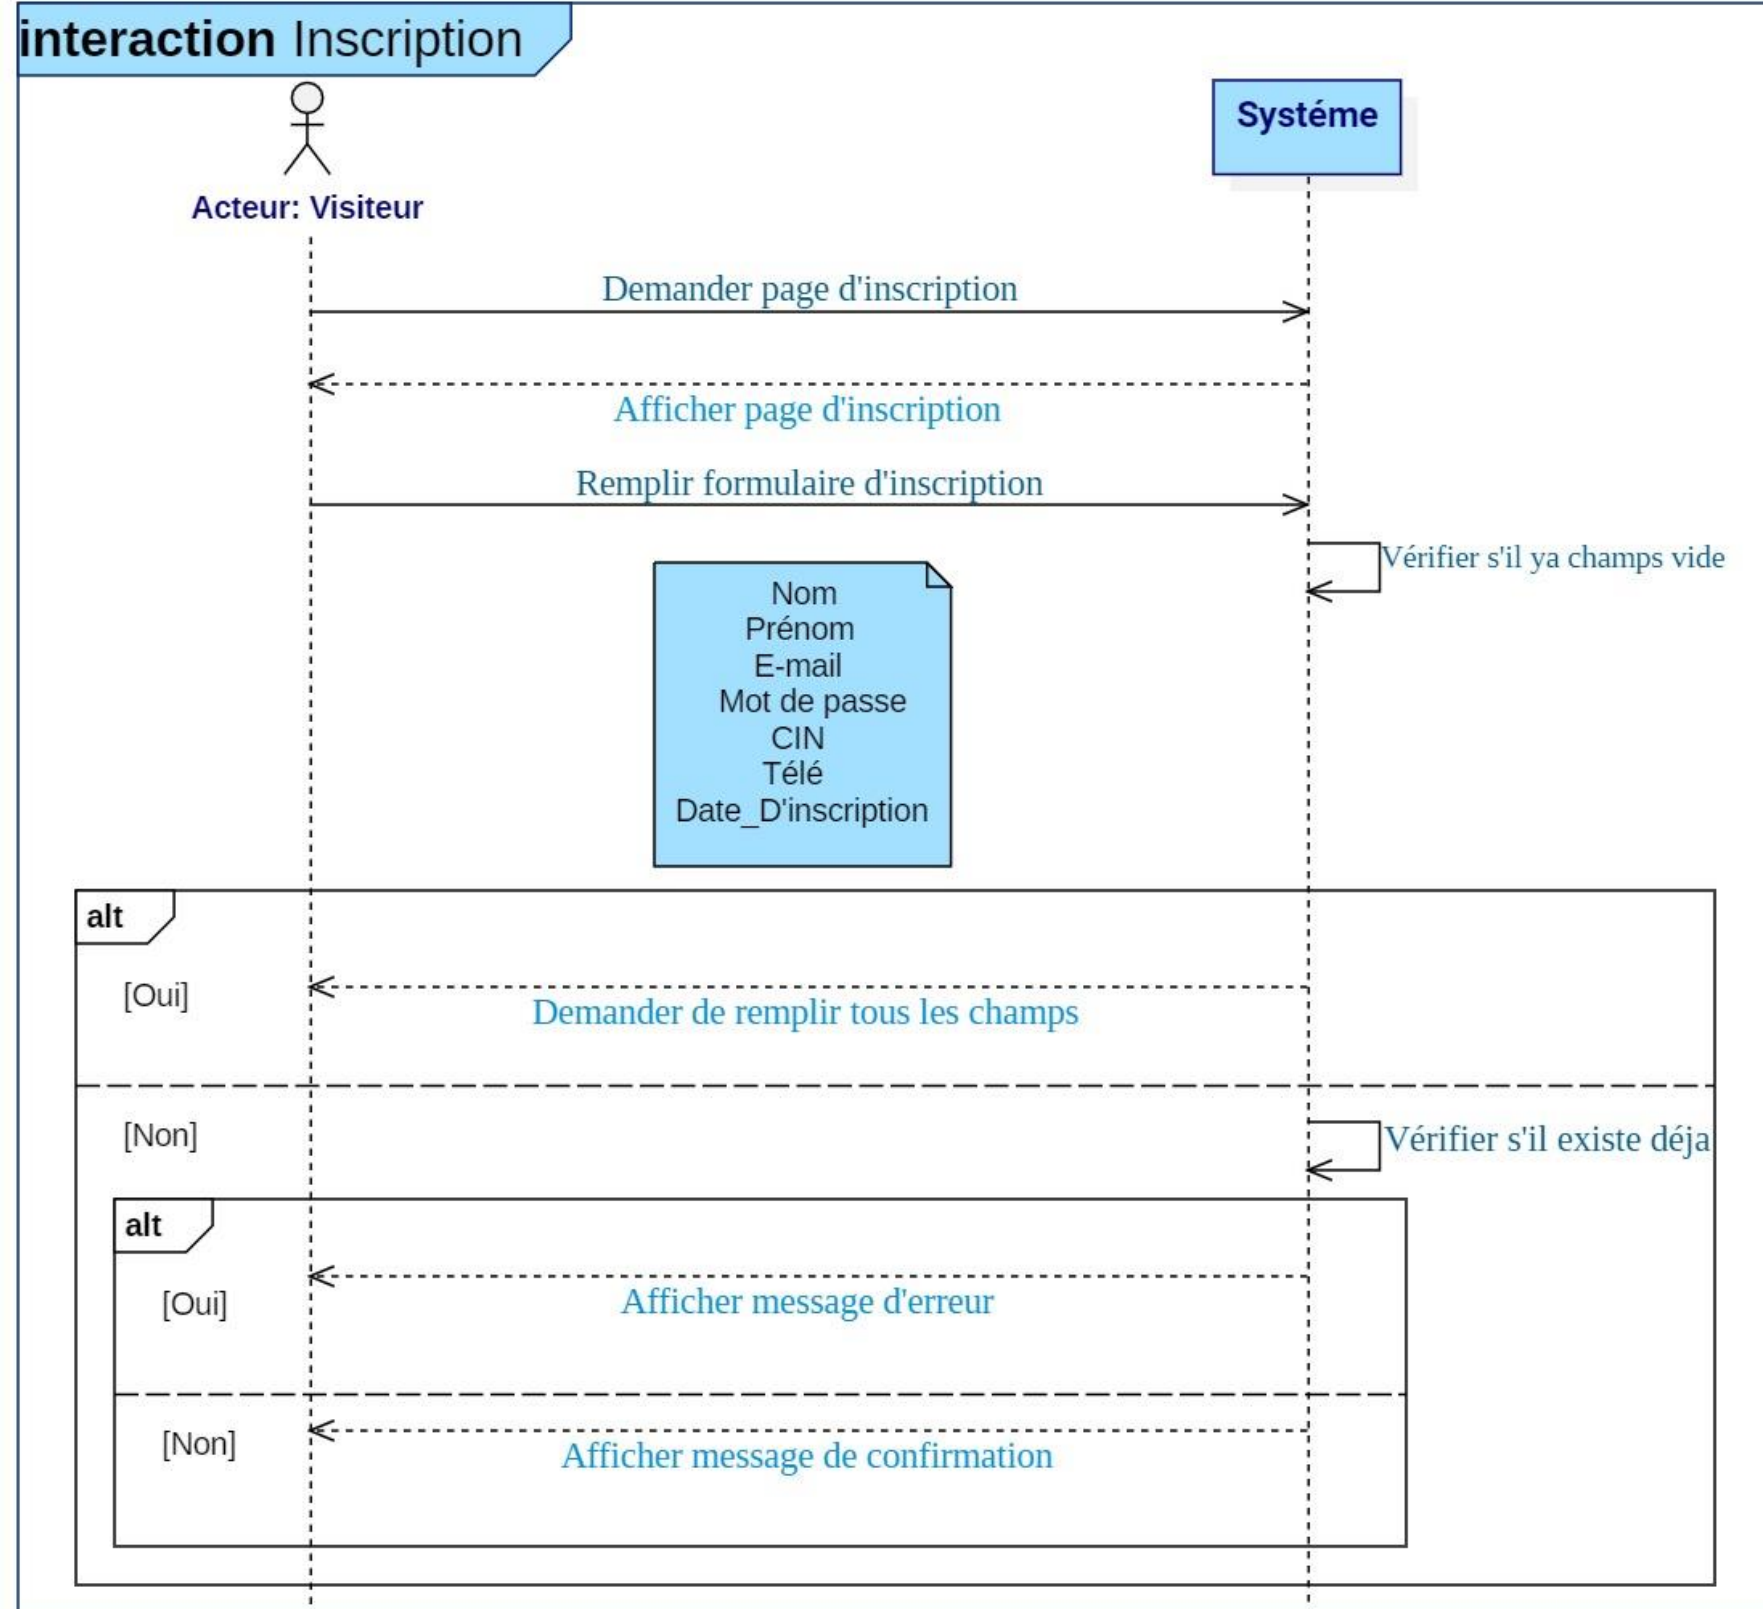 interaction Inscription
Systéme
Acteur: Visiteur
Demander page d'inscription
Afficher page d'inscription
Remplir formulaire d'inscription
Vérifier s'il ya champs vide
Nom
Prénom
E-mail
Mot de passe
CIN
Télé
Date_D'inscription
alt
[Oui]
Demander de remplir tous les champs
[Non]
Vérifier s'il existe déja
alt
[Oui]
Afficher message d'erreur
[Non]
Afficher message de confirmation